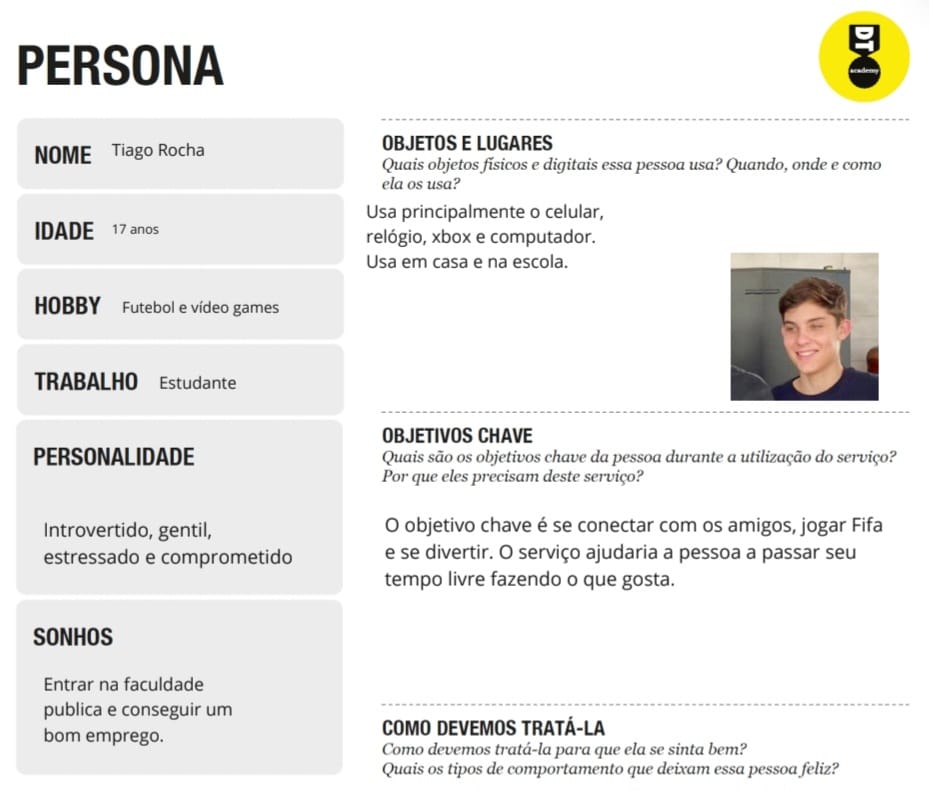 PERSONA
DT
academy
NOME Tiago Rocha
IDADE 17 anos
HOBBY Futebol e vídeo games
TRABALHO Estudante
PERSONALIDADE
Introvertido, gentil,
estressado e comprometido
SONHOS
Entrar na faculdade
publica e conseguir um
bom emprego.
OBJETOS E LUGARES
Quais objetos físicos e digitais essa pessoa usa? Quando, onde e como
ela os usa?
Usa principalmente o celular,
relógio, xbox e computador.
Usa em casa e na escola.
OBJETIVOS CHAVE
Quais são os objetivos chave da pessoa durante a utilização do serviço?
Por que eles precisam deste serviço?
O objetivo chave é se conectar com os amigos, jogar Fifa
e se divertir. O serviço ajudaria a pessoa a passar seu
tempo livre fazendo o que gosta.
COMO DEVEMOS TRATÁ-LA
Como devemos tratá-la para que ela se sinta bem?
Quais os tipos de comportamento que deixam essa pessoa feliz?